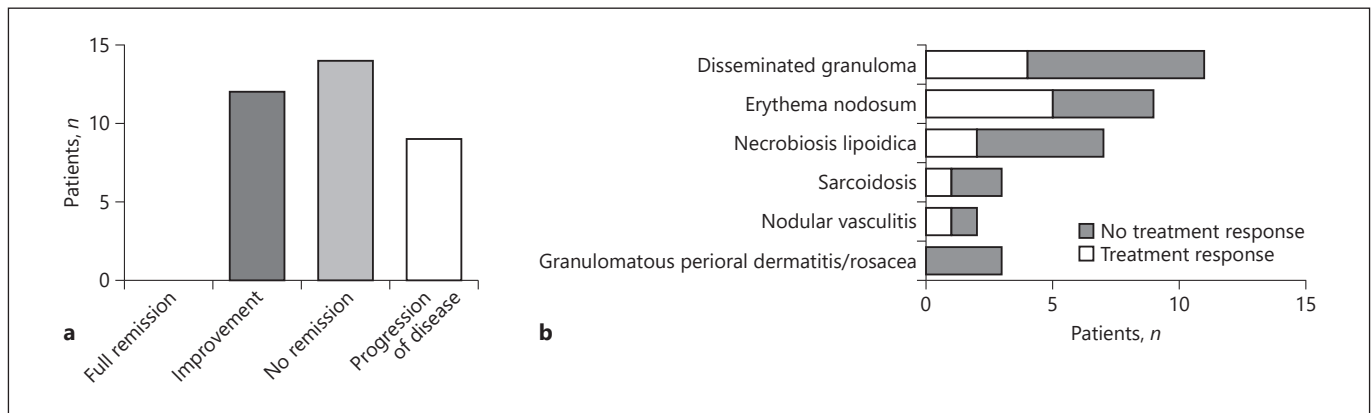 15
10
5
0
Patients, n
Full remission
Improvement
No remission
Progression
of disease
a
Disseminated granuloma
Erythema nodosum
Necrobiosis lipoidica
Sarcoidosis
Nodular vasculitis
Granulomatous perioral dermatitis/rosacea
No treatment response
Treatment response
0 5 10 15
Patients, n
b